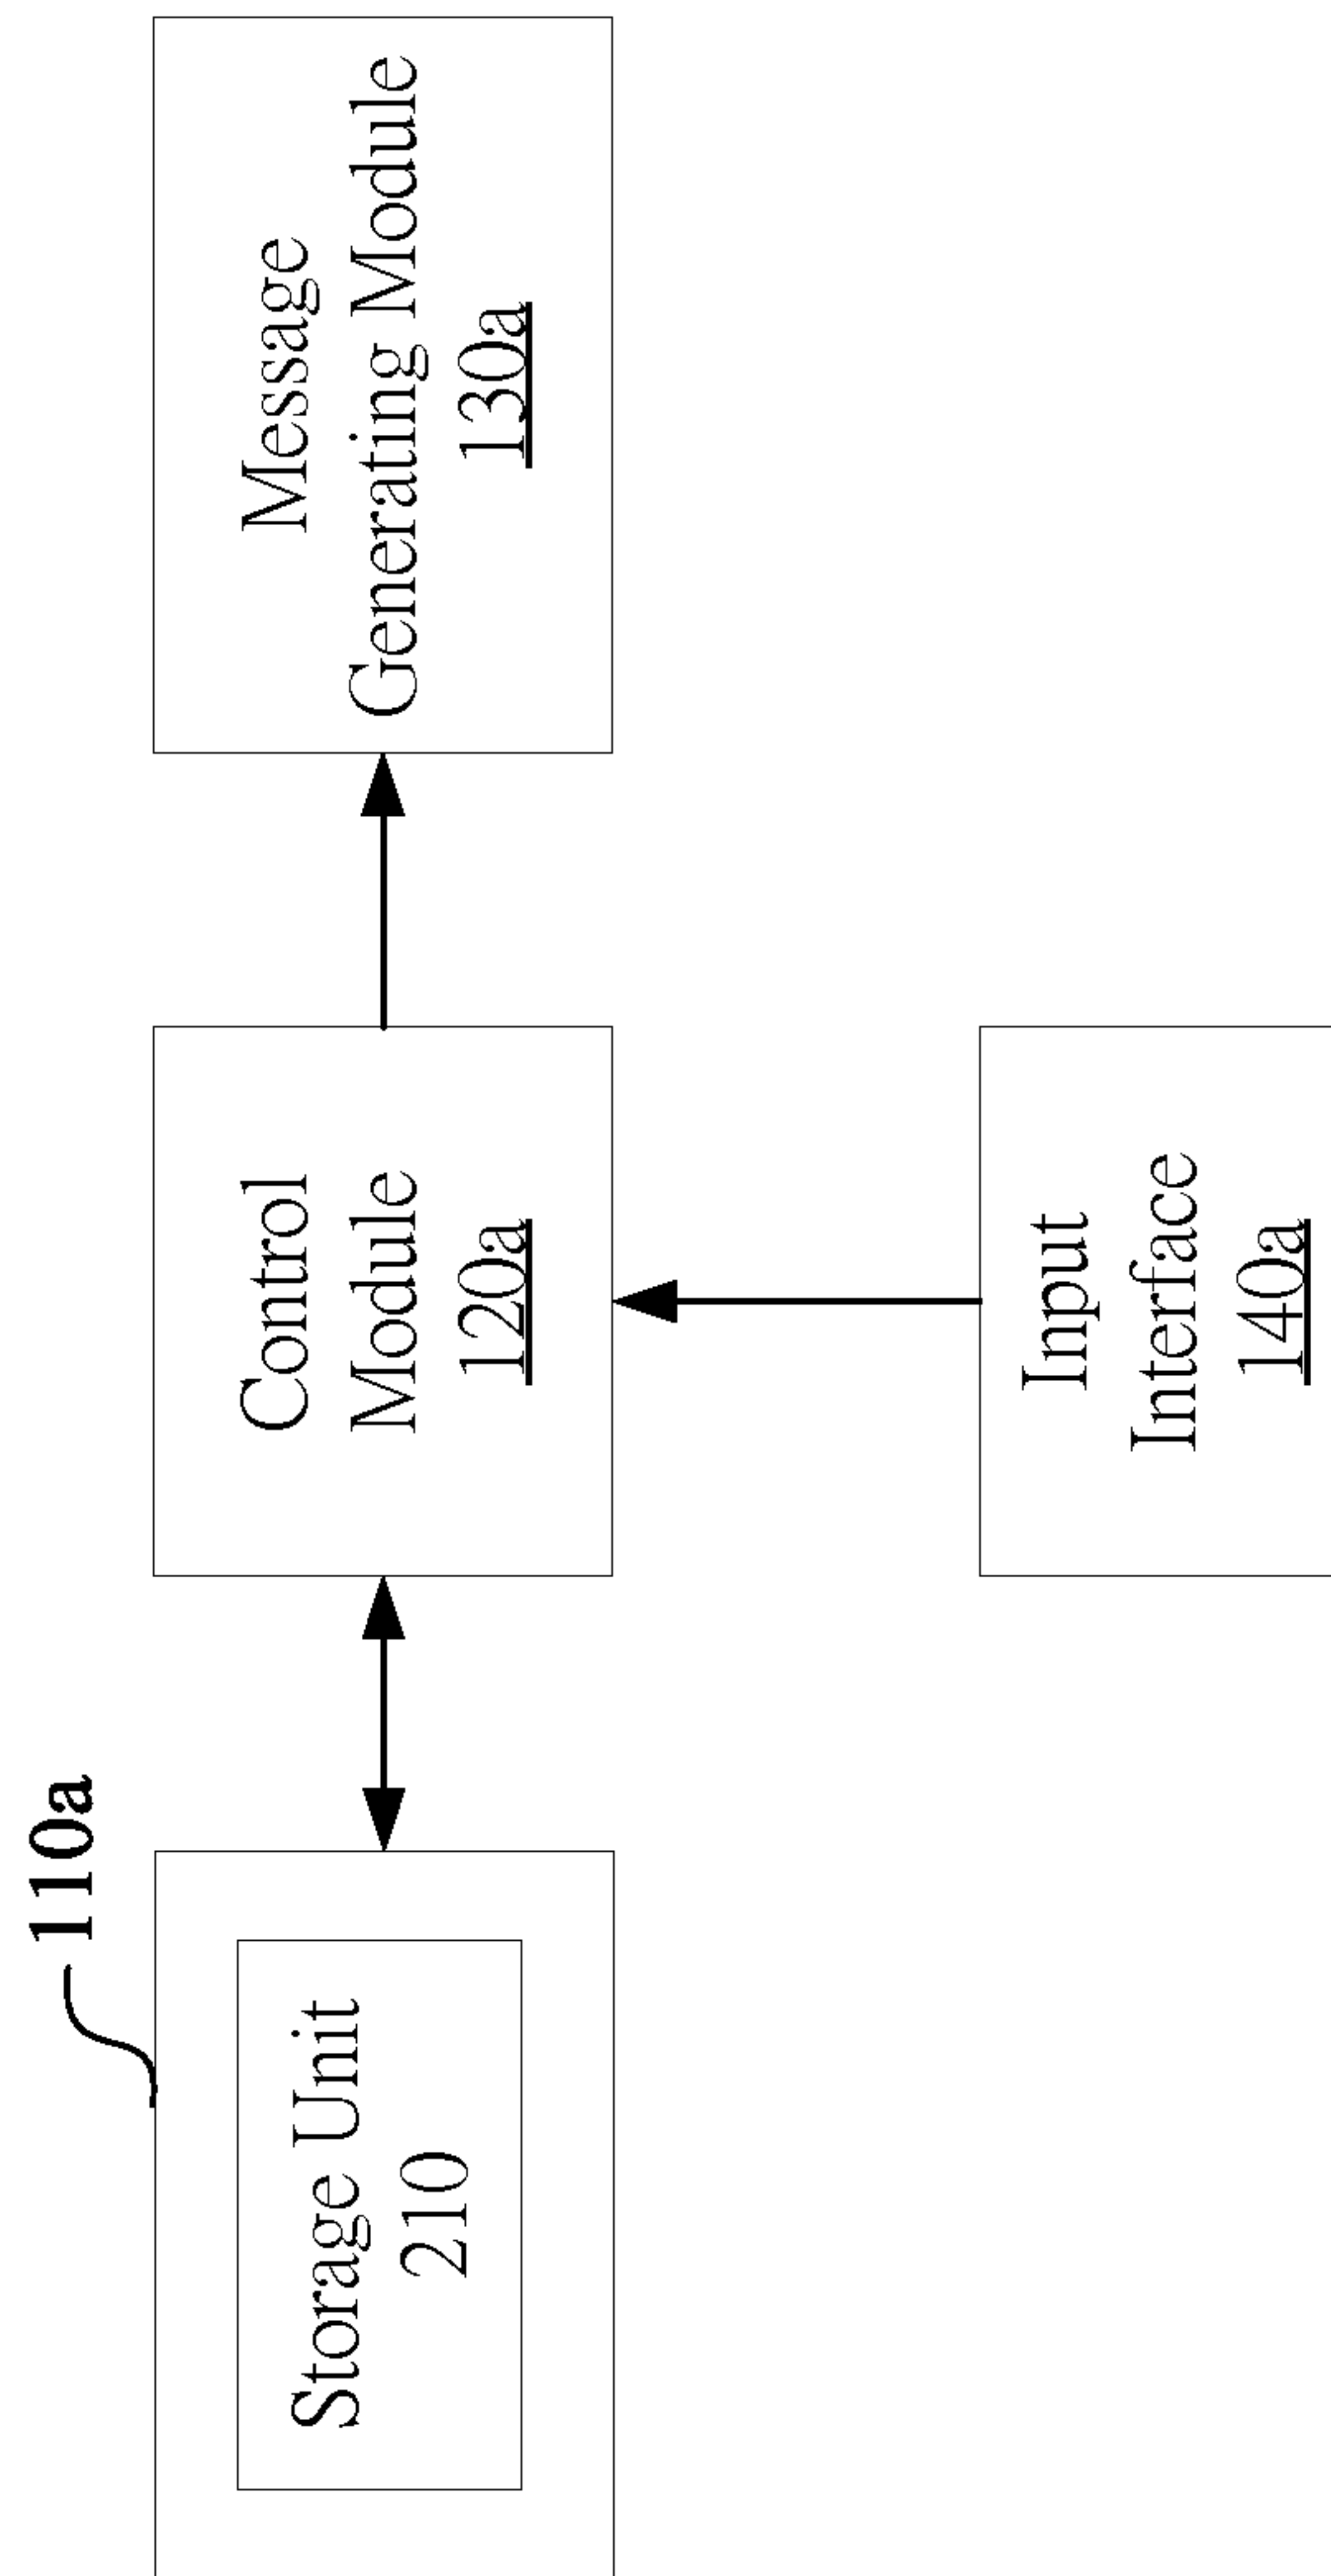 110a
Storage Unit
210
Control
Module
120a
Message
Generating Module
130a
Input
Interface
140a